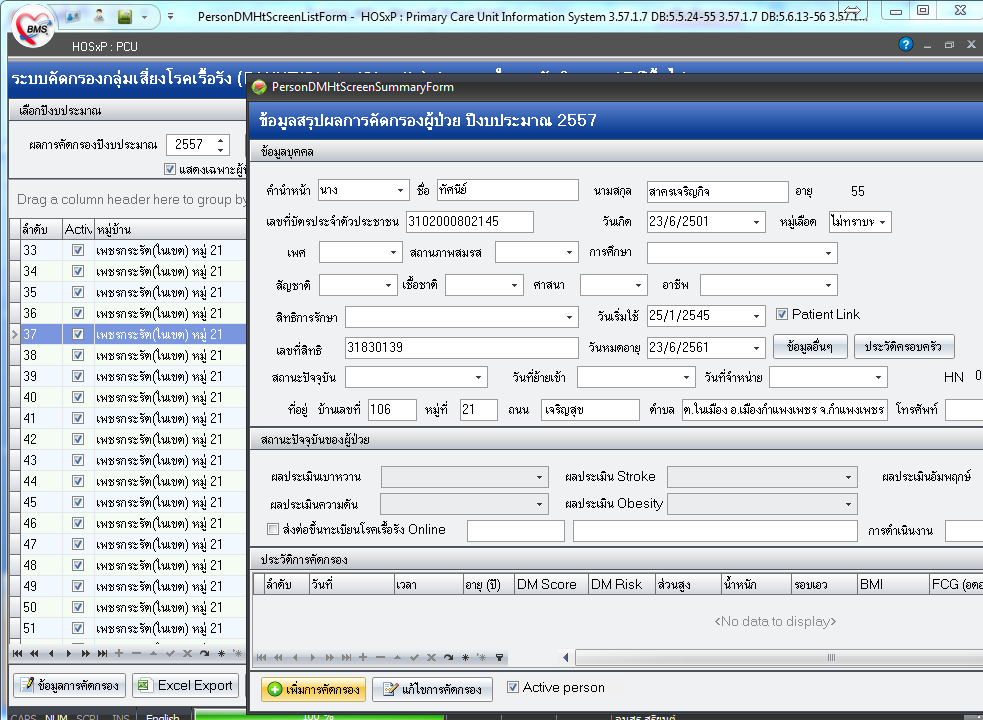 PersonDMHtScreenListForm - HOSxP : Primary Care Unit Information System 3.57.1.7 DB:5.5.24-55 3.57.1.7 DB:5.6.13-56 3.57.1...
BMS
HOSxP : PCU
ระบบคัดกรองกลุ่มเสี่ยงโรคเรื้อรัง
PersonDMHtScreenSummaryForm
เลือกปีงบประมาณ
ผลการคัดกรองปีงบประมาณ 2557
แสดงเฉพาะผู้
Drag a column header here to group by
ลำดับ Activ หมู่บ้าน
33 เพชรกะรัต(ในเขต) หมู่ 21
34 เพชรกะรัต(ในเขต) หมู่ 21
35 เพชรกะรัต(ในเขต) หมู่ 21
36 เพชรกะรัต(ในเขต) หมู่ 21
37 เพชรกะรัต(ในเขต) หมู่ 21
38 เพชรกะรัต(ในเขต) หมู่ 21
39 เพชรกะรัต(ในเขต) หมู่ 21
40 เพชรกะรัต(ในเขต) หมู่ 21
41 เพชรกะรัต(ในเขต) หมู่ 21
42 เพชรกะรัต(ในเขต) หมู่ 21
43 เพชรกะรัต(ในเขต) หมู่ 21
44 เพชรกะรัต(ในเขต) หมู่ 21
45 เพชรกะรัต(ในเขต) หมู่ 21
46 เพชรกะรัต(ในเขต) หมู่ 21
47 เพชรกะรัต(ในเขต) หมู่ 21
48 เพชรกะรัต(ในเขต) หมู่ 21
49 เพชรกะรัต(ในเขต) หมู่ 21
50 เพชรกะรัต(ในเขต) หมู่ 21
51 เพชรกะรัต(ในเขต) หมู่ 21
ข้อมูลการคัดกรอง Excel Export
ข้อมูลสรุปผลการคัดกรองผู้ป่วย ปีงบประมาณ 2557
ข้อมูลบุคคล
คำนำหน้า นาง ชื่อ ทัศนีย์ นามสกุล สาครเจริญกิจ อายุ 55
เลขที่บัตรประจำตัวประชาชน 3102000802145 วันเกิด 23/6/2501 หมู่เลือด ไม่ทราบห
เพศ สถานภาพสมรส การศึกษา
สัญชาติ เชื้อชาติ ศาสนา อาชีพ
สิทธิการรักษา วันเริ่มใช้ 25/1/2545 Patient Link
เลขที่สิทธิ 31830139 วันหมดอายุ 23/6/2561 ข้อมูลอื่นๆ ประวัติครอบครัว
สถานะปัจจุบัน วันที่ย้ายเข้า วันที่จำหน่าย HN 0
ที่อยู่ บ้านเลขที่ 106 หมู่ที่ 21 ถนน เจริญสุข ตำบล ต.ในเมือง อ.เมืองกำแพงเพชร จ.กำแพงเพชร โทรศัพท์
สถานะปัจจุบันของผู้ป่วย
ผลประเมินเบาหวาน ผลประเมิน Stroke ผลประเมินอัมพฤกษ์
ผลประเมินความดัน ผลประเมิน Obesity
ส่งต่อขึ้นทะเบียนโรคเรื้อรัง Online การดำเนินงาน
ประวัติการคัดกรอง
ลำดับ วันที่ เวลา อายุ (ปี) DM Score DM Risk ส่วนสูง น้ำหนัก รอบเอว BMI FCG (อดอ
<No data to display>
เพิ่มการคัดกรอง แก้ไขการคัดกรอง Active person
CAPS NUM SCRL INS English 100 %